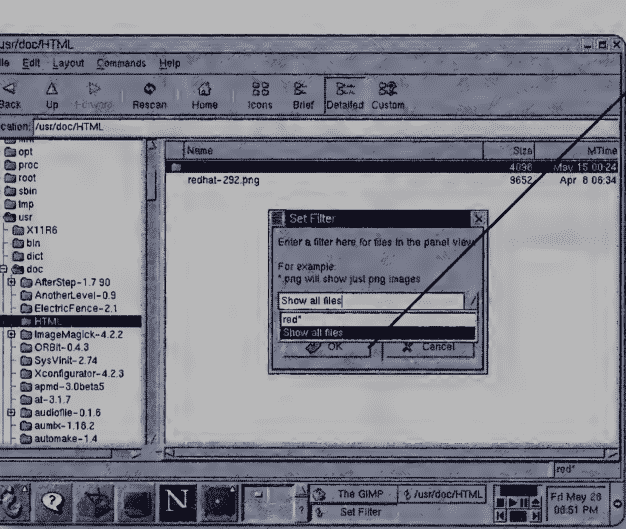 /usr/doc/HTML
Edit Layout Commands Help
Back Up Forward Rescan Home Icons Brief Detailed Custom
/usr/doc/HTML
opt
proc
root
sbin
tmp
usr
X11R6
bin
dict
doc
AfterStep-1.7.90
AnotherLevel-0.9
ElectricFence-2.1
HTML
ImageMagick-4.2.2
ORBit-0.4.3
SysVinit-2.74
Xconfigurator-4.2.3
apmd-3.0beta5
at-3.1.7
audiofile-0.1.6
aumix-1.18.2
automake-1.4
Name Size MTime
4096 May 15 00:24
redhat-292.png 9652 Apr 8 06:34
Set Filter
Enter a filter here for files in the panel view
For example:
*.png will show just png images
Show all files
red*
Show all files
OK Cancel
red*
The GIMP /usr/doc/HTML
Set Filter
Fri May 28
08:51 PM